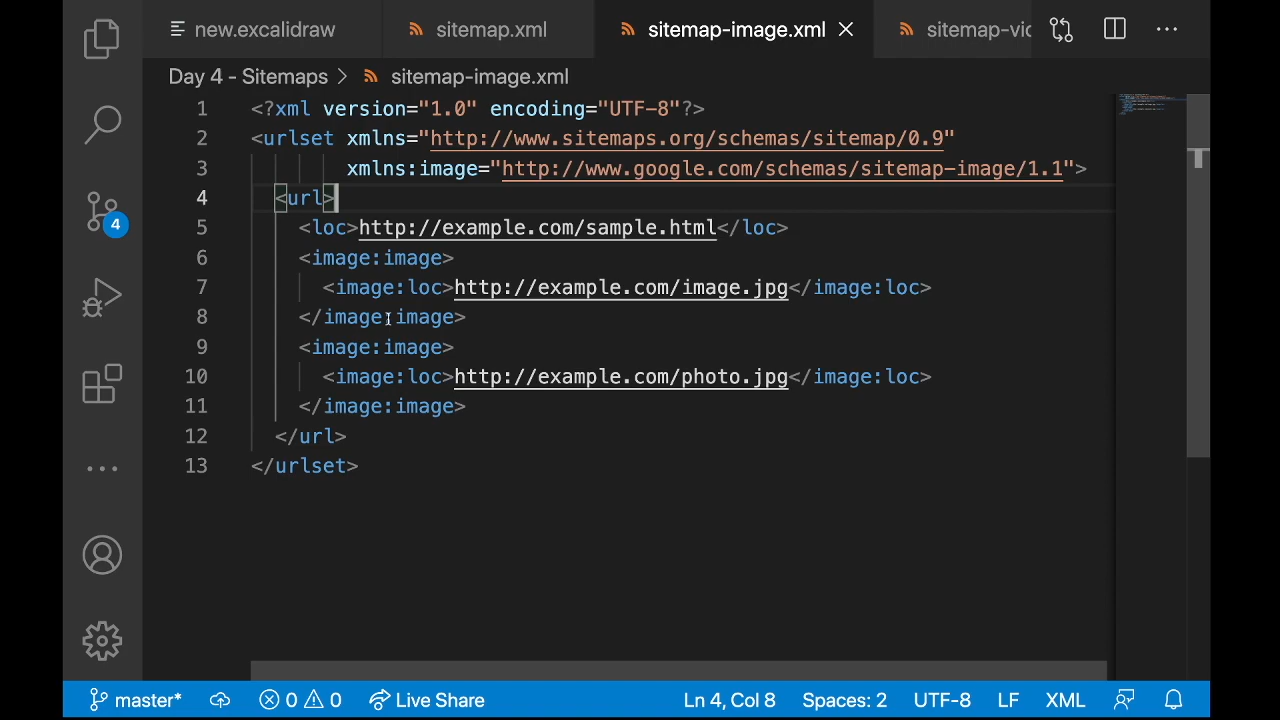 new.excalidraw
sitemap.xml
sitemap-image.xml
sitemap-vic
Day 4 - Sitemaps > sitemap-image.xml
1 <?xml version="1.0" encoding="UTF-8"?>
2 <urlset xmlns="http://www.sitemaps.org/schemas/sitemap/0.9"
3 xmlns:image="http://www.google.com/schemas/sitemap-image/1.1">
4 <url>
5 <loc>http://example.com/sample.html</loc>
6 <image:image>
7 <image:loc>http://example.com/image.jpg</image:loc>
8 </image:image>
9 <image:image>
10 <image:loc>http://example.com/photo.jpg</image:loc>
11 </image:image>
12 </url>
13 </urlset>
4
master* 0 0 Live Share Ln 4, Col 8 Spaces: 2 UTF-8 LF XML